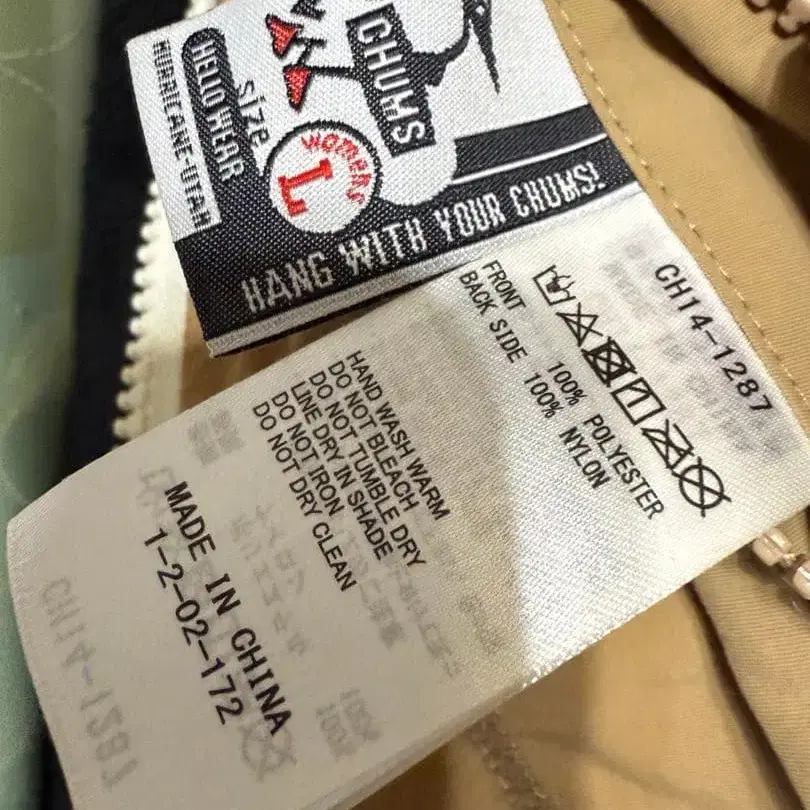 CHUMS
HELLO WEAR
HURRICANE-UTAH
size
Womens
L
HANG WITH YOUR CHUMS!
CH14-1287
FRONT 100% POLYESTER
BACK SIDE 100% NYLON
HAND WASH WARM
DO NOT BLEACH
DO NOT TUMBLE DRY
LINE DRY IN SHADE
DO NOT IRON
DO NOT DRY CLEAN
MADE IN CHINA
1-2-02-172